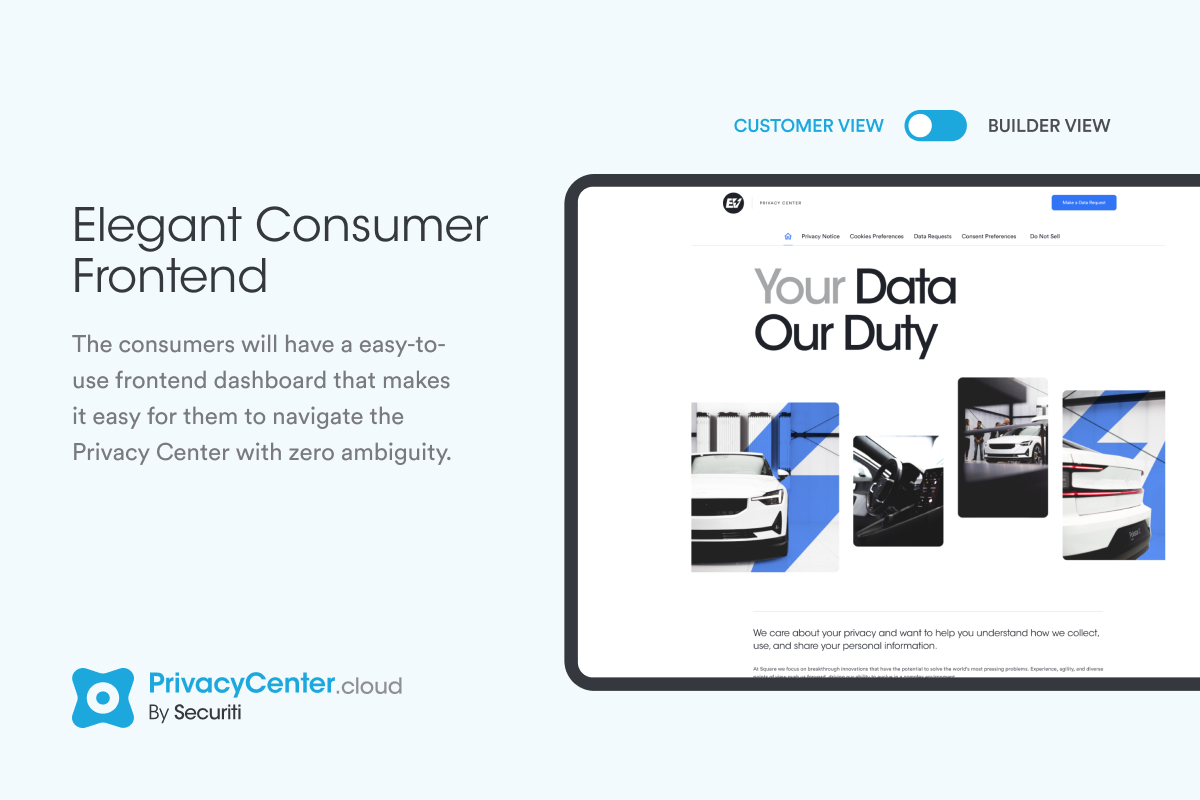 CUSTOMER VIEW
BUILDER VIEW
Elegant Consumer
Frontend
The consumers will have a easy-to-
use frontend dashboard that makes
it easy for them to navigate the
Privacy Center with zero ambiguity.
PrivacyCenter.cloud
By Securiti
PRIVACY CENTER
Make a Data Request
Privacy Notice
Cookies Preferences
Data Requests
Consent Preferences
Do Not Sell
Your Data
Our Duty
We care about your privacy and want to help you understand how we collect,
use, and share your personal information.
At Square we focus on breakthrough innovations that have the potential to solve the world's most pressing problems. Experience, agility, and diverse